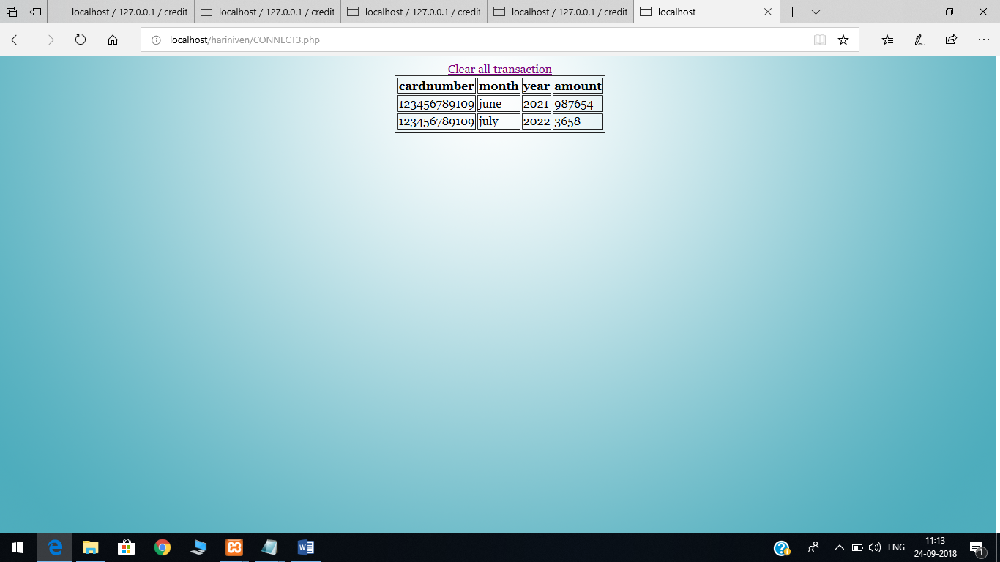 localhost / 127.0.0.1 / credit localhost / 127.0.0.1 / credit localhost / 127.0.0.1 / credit localhost / 127.0.0.1 / credit localhost
localhost/hariniven/CONNECT3.php
Clear all transaction
cardnumber month year amount
123456789109 june 2021 987654
123456789109 july 2022 3658
ENG 11:13
24-09-2018 1